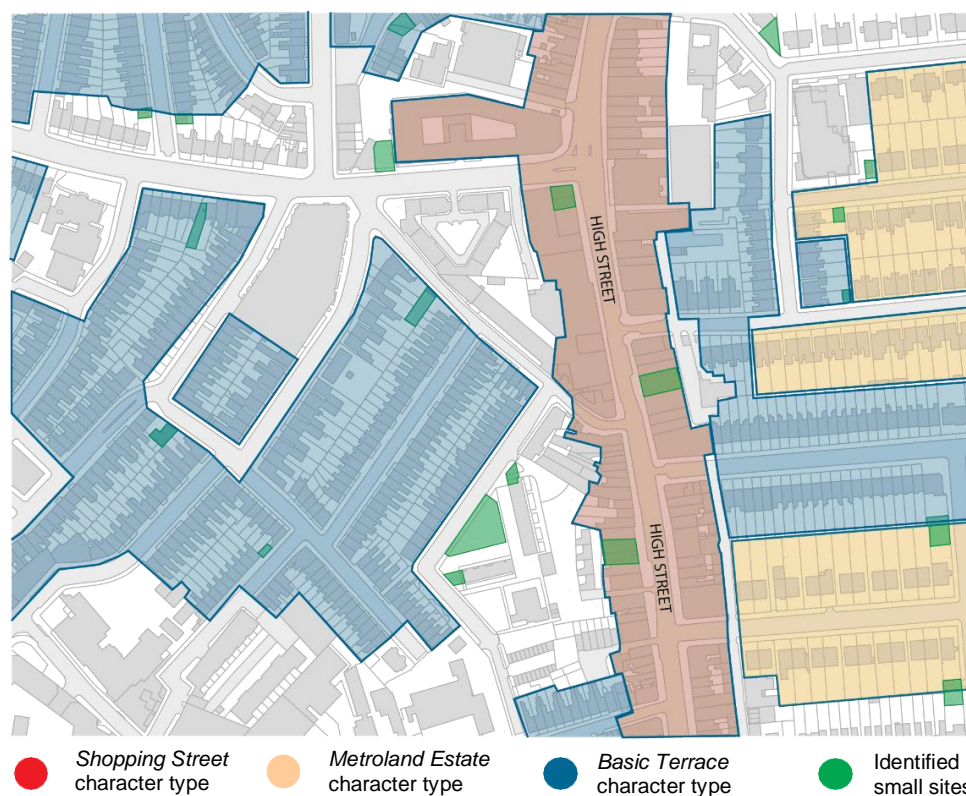 HIGH STREET
HIGH STREET
Shopping Street
character type
Metroland Estate
character type
Basic Terrace
character type
Identified
small sites